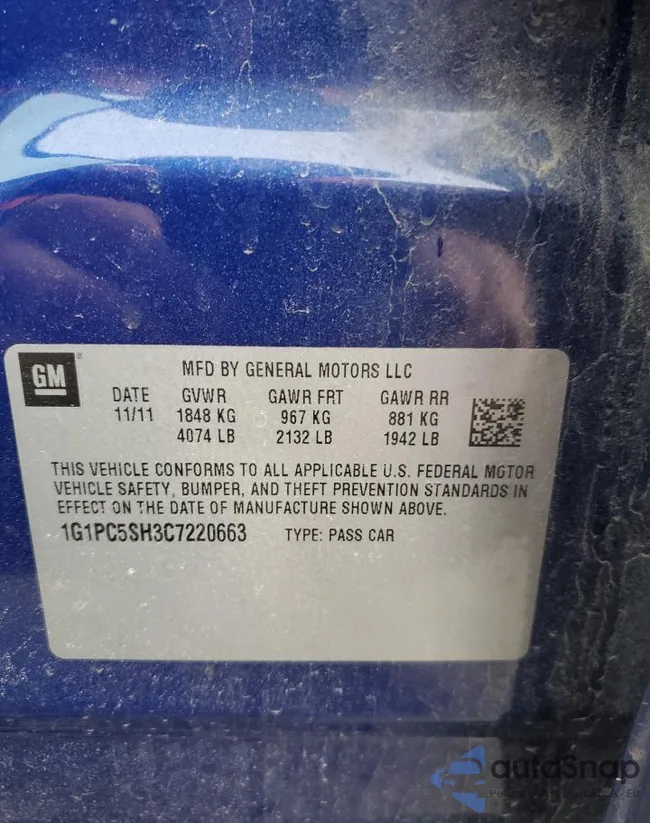 GM
MFD BY GENERAL MOTORS LLC
DATE GVWR GAWR FRT GAWR RR
11/11 1848 KG 967 KG 881 KG
4074 LB 2132 LB 1942 LB
THIS VEHICLE CONFORMS TO ALL APPLICABLE U.S. FEDERAL MOTOR
VEHICLE SAFETY, BUMPER, AND THEFT PREVENTION STANDARDS IN
EFFECT ON THE DATE OF MANUFACTURE SHOWN ABOVE.
1G1PC5SH3C7220663 TYPE: PASS CAR
autoSnap